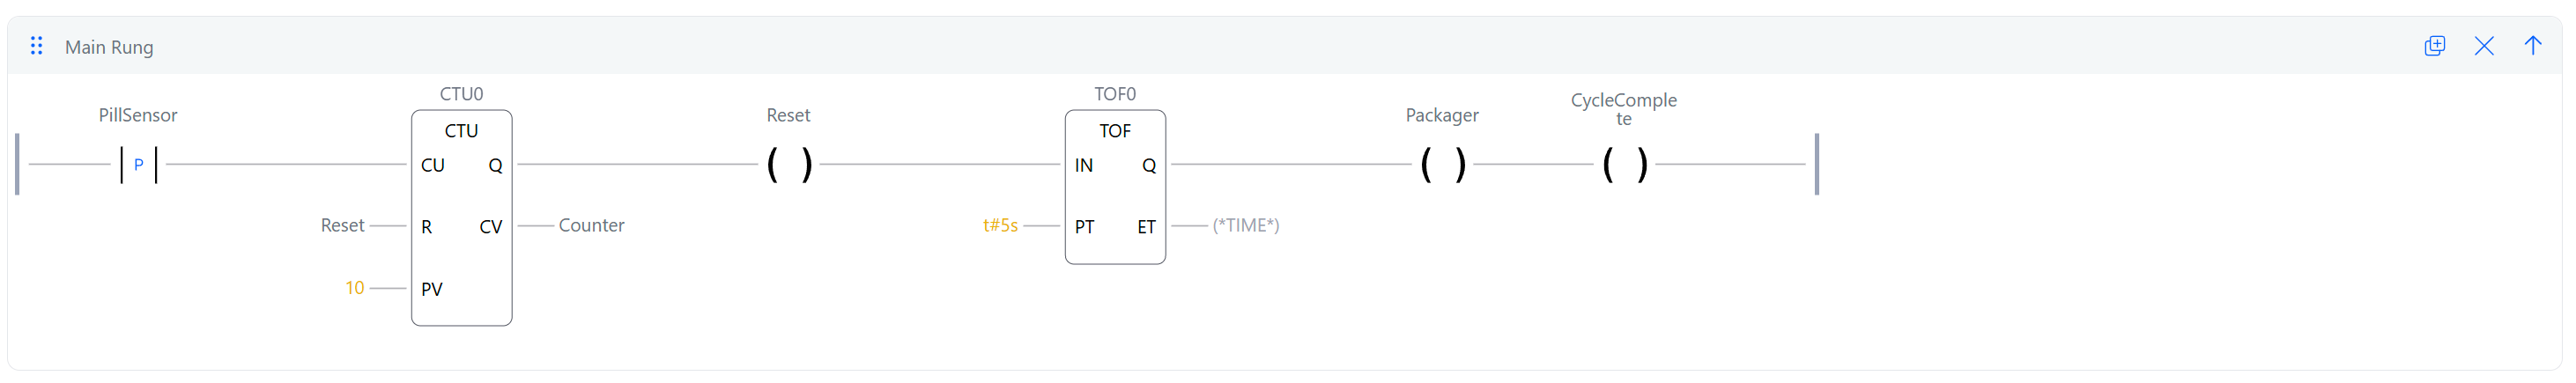 Main Rung
PillSensor
P
CTU0
CTU
CU Q
Reset R CV Counter
10 PV
Reset
( )
TOF0
TOF
IN Q
t#5s PT ET (*TIME*)
Packager
( )
CycleComple
te
( )